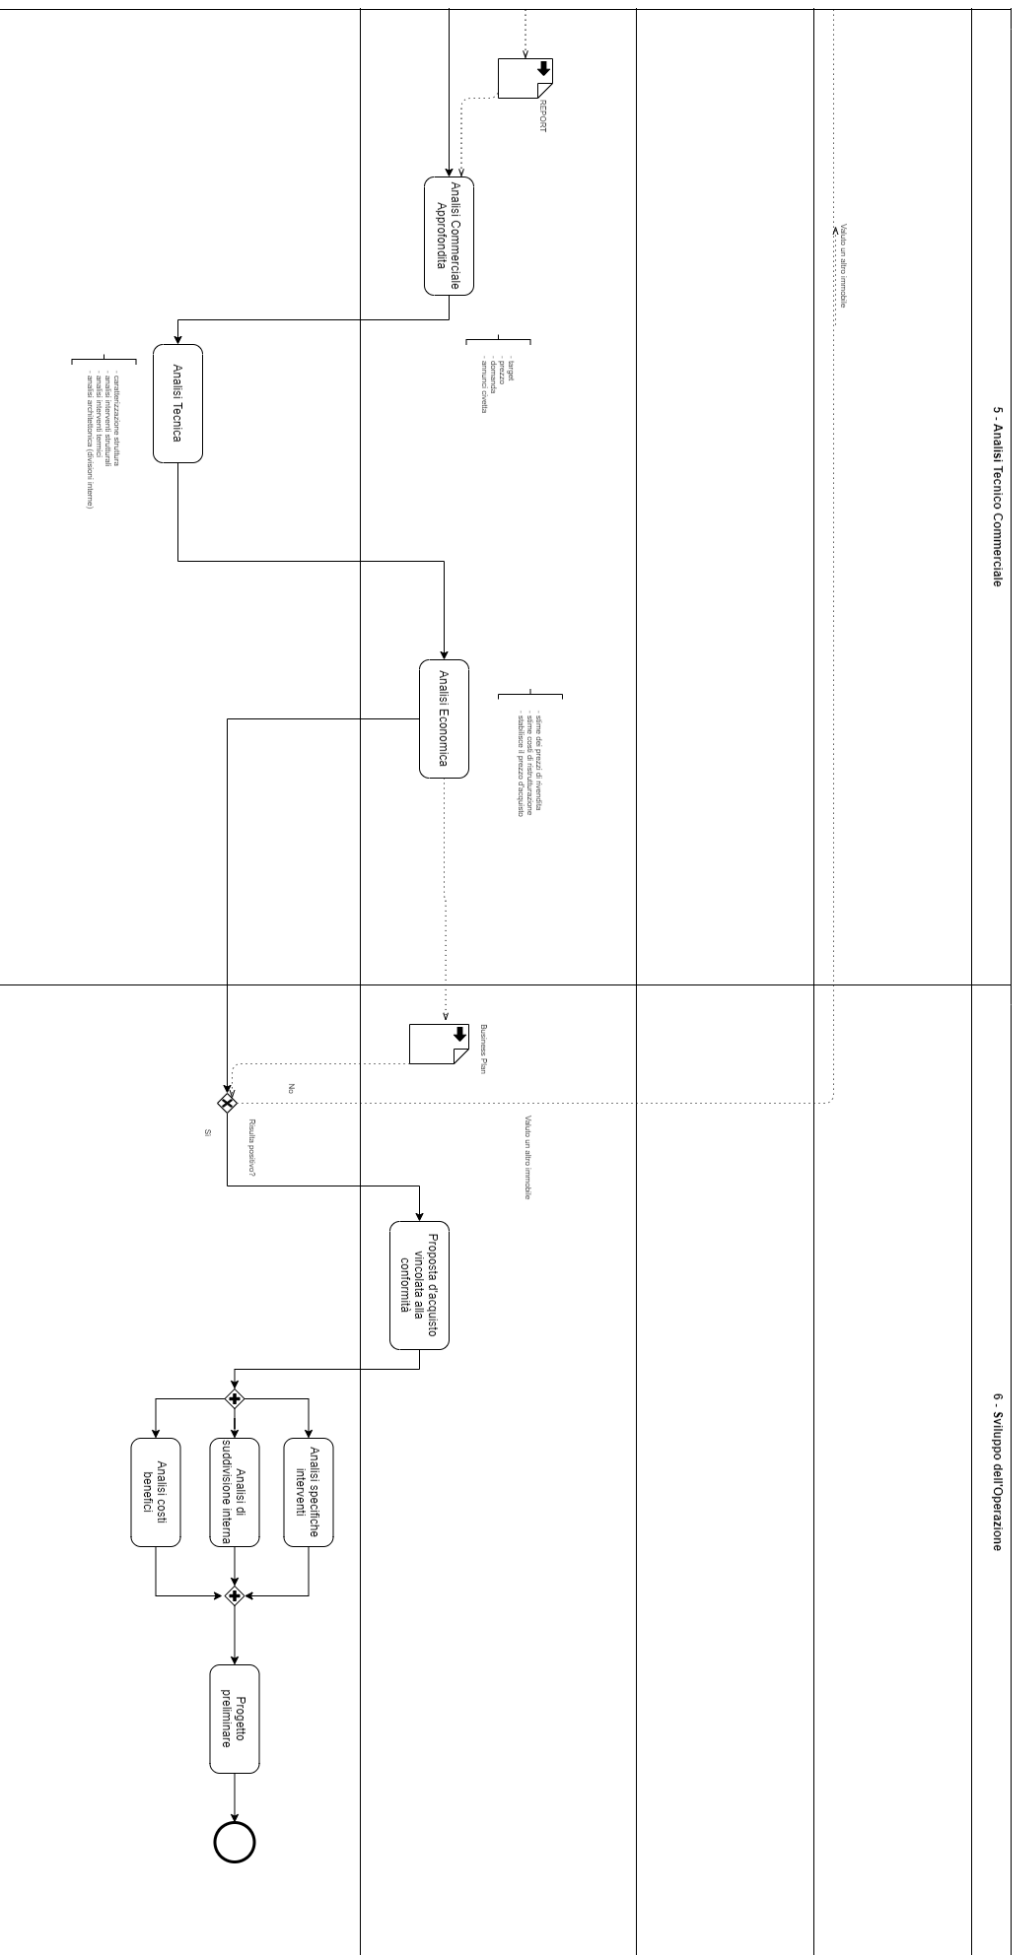 5 - Analisi Tecnico Commerciale
Valuto un altro immobile
REPORT
Analisi Commerciale
Approfondita
- target
- prezzo
- domanda
- annunci civetta
Analisi Tecnica
- caratterizzazione struttura
- analisi interventi strutturali
- analisi interventi termici
- analisi architettonica (divisioni interne)
Analisi Economica
- stime dei prezzi di rivendita
- stime costi di ristrutturazione
- stabilisce il prezzo d'acquisto
6 - Sviluppo dell'Operazione
Business Plan
No
Valuto un altro immobile
Risulta positivo?
Si
Proposta d'acquisto
vincolata alla
conformità
Analisi specifiche
interventi
Analisi di
suddivisione interna
Analisi costi
benefici
Progetto
preliminare